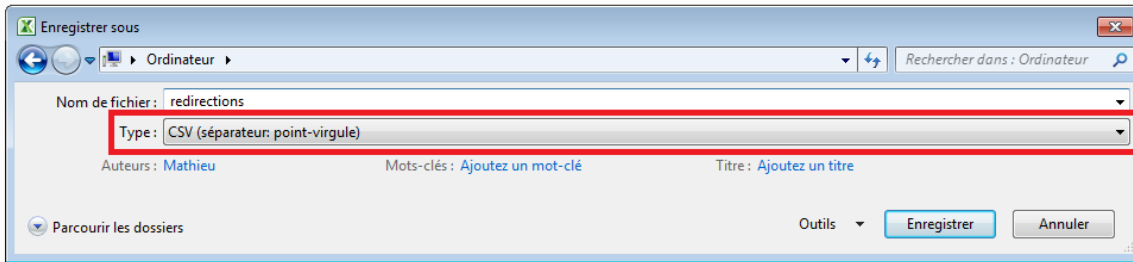 Enregistrer sous
Ordinateur
Rechercher dans : Ordinateur
Nom de fichier : redirections
Type : CSV (séparateur: point-virgule)
Auteurs : Mathieu Mots-clés : Ajoutez un mot-clé Titre : Ajoutez un titre
Parcourir les dossiers Outils Enregistrer Annuler